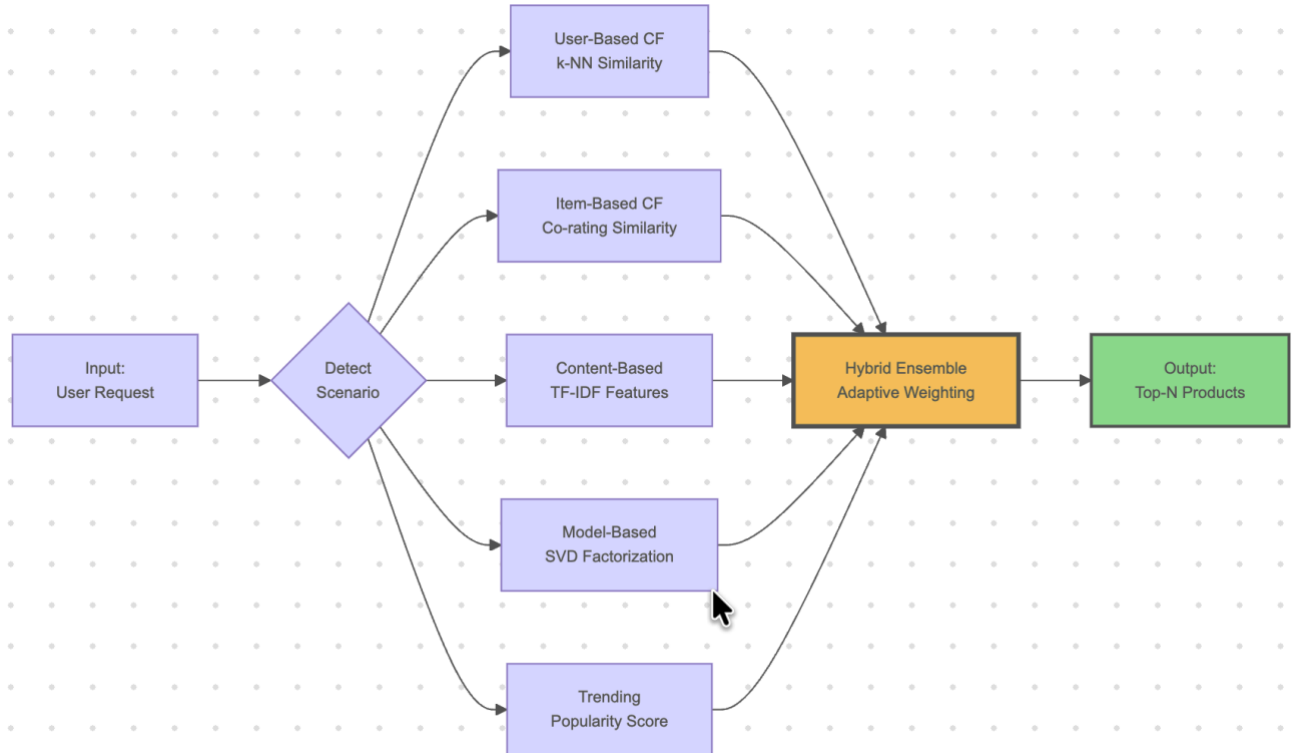 User-Based CF
k-NN Similarity
Item-Based CF
Co-rating Similarity
Input:
User Request
Detect
Scenario
Content-Based
TF-IDF Features
Hybrid Ensemble
Adaptive Weighting
Output:
Top-N Products
Model-Based
SVD Factorization
Trending
Popularity Score